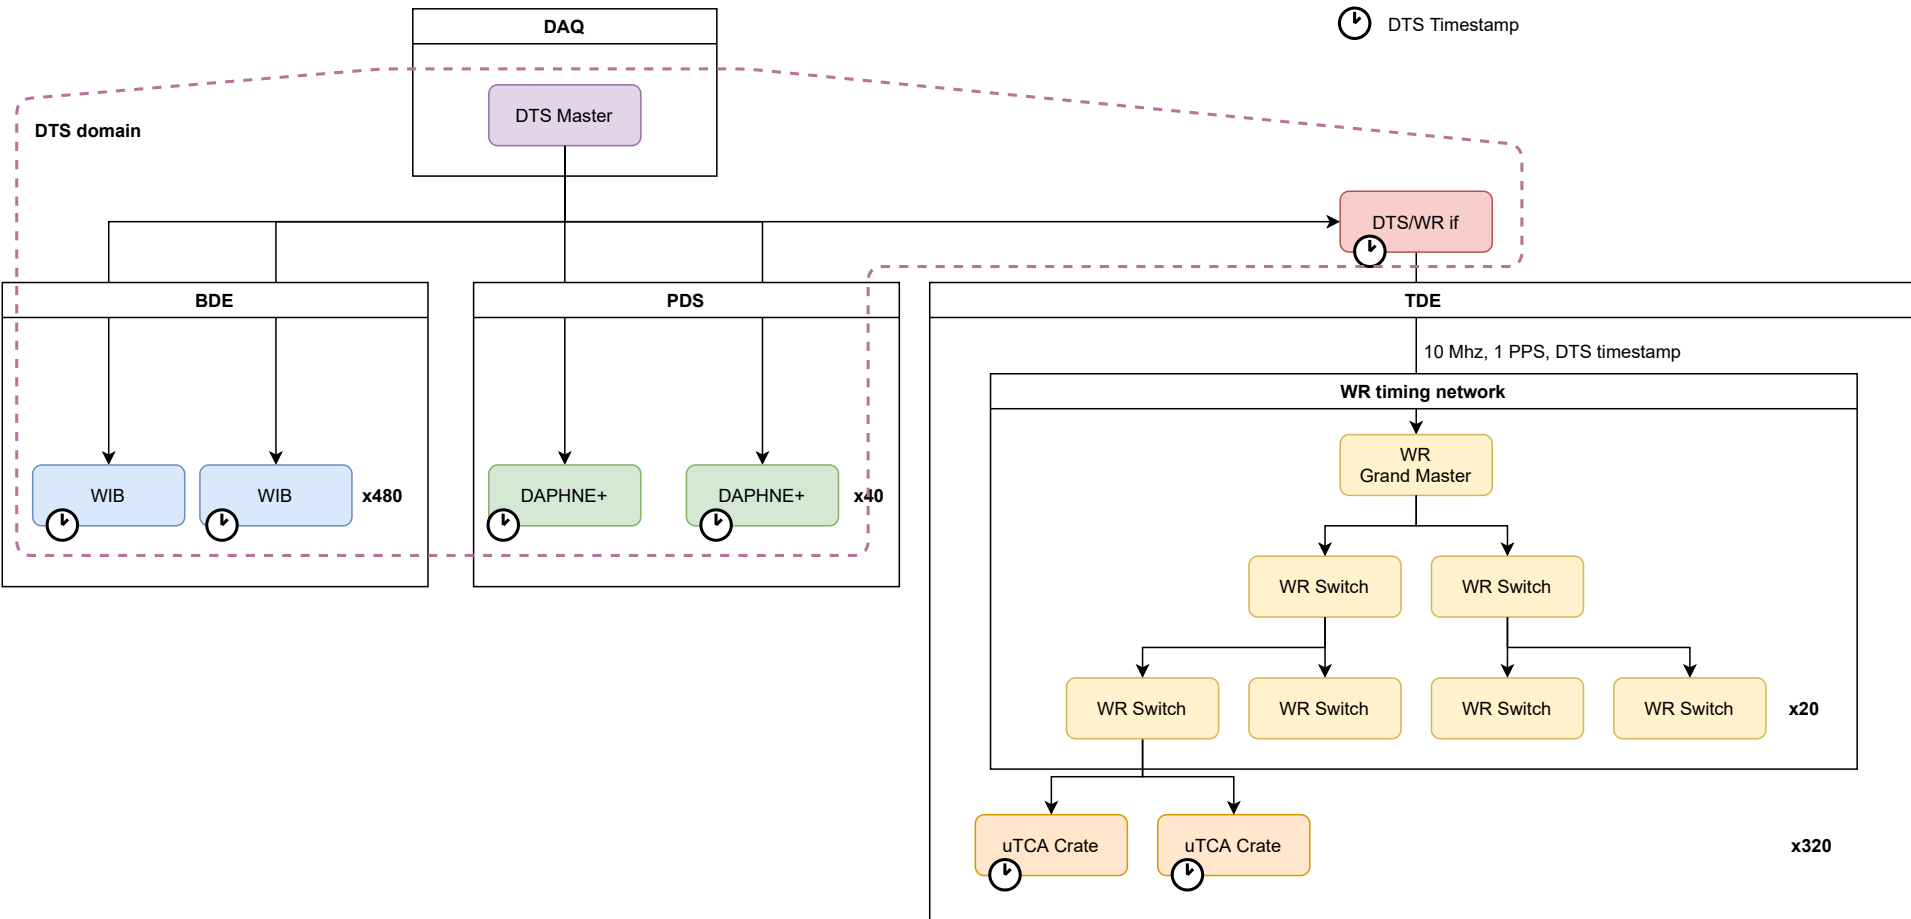 DAQ
DTS Timestamp
DTS Master
DTS domain
DTS/WR if
BDE
PDS
TDE
10 Mhz, 1 PPS, DTS timestamp
WR timing network
WR
Grand Master
WIB
WIB
x480
DAPHNE+
DAPHNE+
x40
WR Switch
WR Switch
WR Switch
WR Switch
WR Switch
WR Switch
x20
uTCA Crate
uTCA Crate
x320